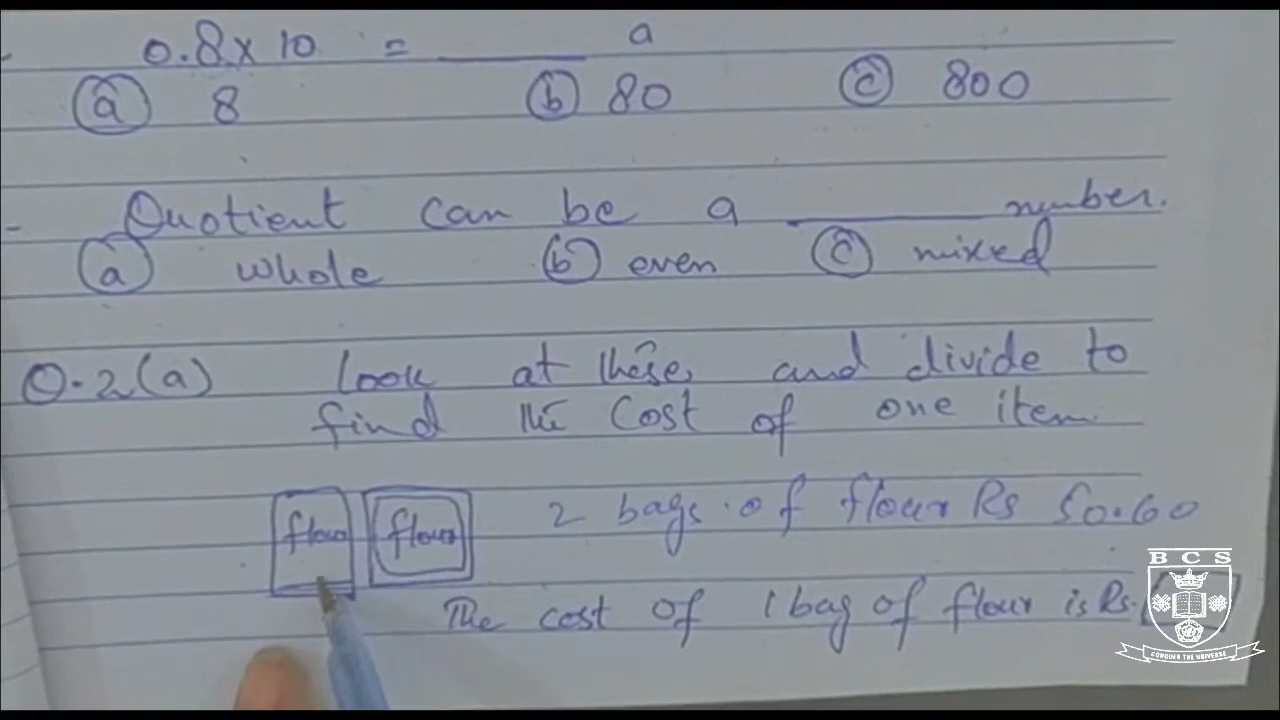 0.8 x 10 = ______ a
(a) 8 (b) 80 (c) 800
- Quotient can be a ______ number.
(a) whole (b) even (c) mixed
Q.2(a) Look at these, and divide to
find the Cost of one item.
flour flour 2 bags of flour Rs 50.60
The cost of 1 bag of flour is Rs.
BCS
CONQUER THE UNIVERSE